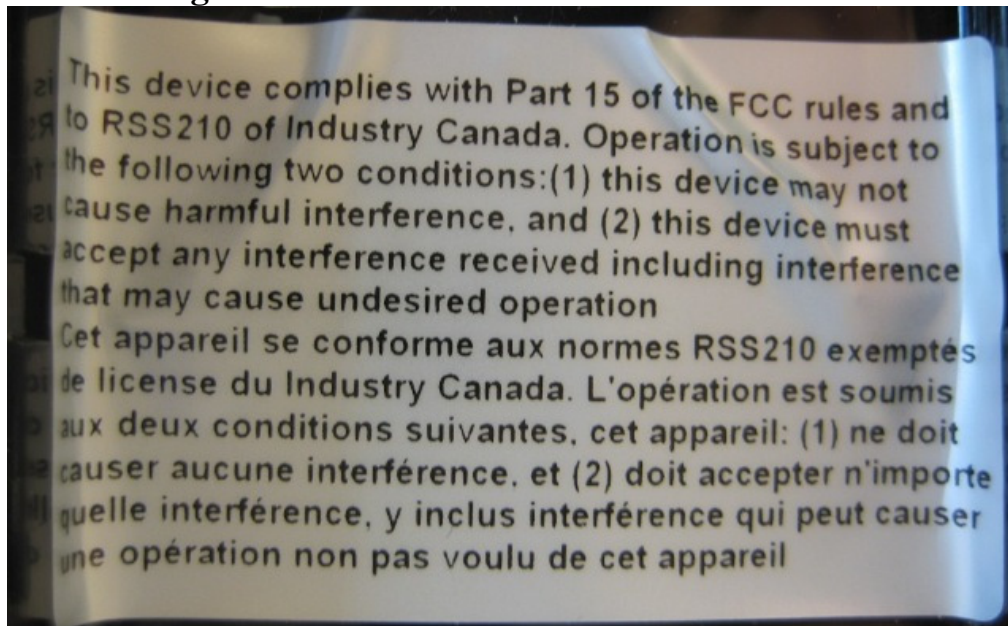 This device complies with Part 15 of the FCC rules and
to RSS210 of Industry Canada. Operation is subject to
the following two conditions:(1) this device may not
cause harmful interference, and (2) this device must
accept any interference received including interference
that may cause undesired operation
Cet appareil se conforme aux normes RSS210 exemptés
de license du Industry Canada. L'opération est soumis
aux deux conditions suivantes, cet appareil: (1) ne doit
causer aucune interférence, et (2) doit accepter n'importe
quelle interférence, y inclus interférence qui peut causer
une opération non pas voulu de cet appareil